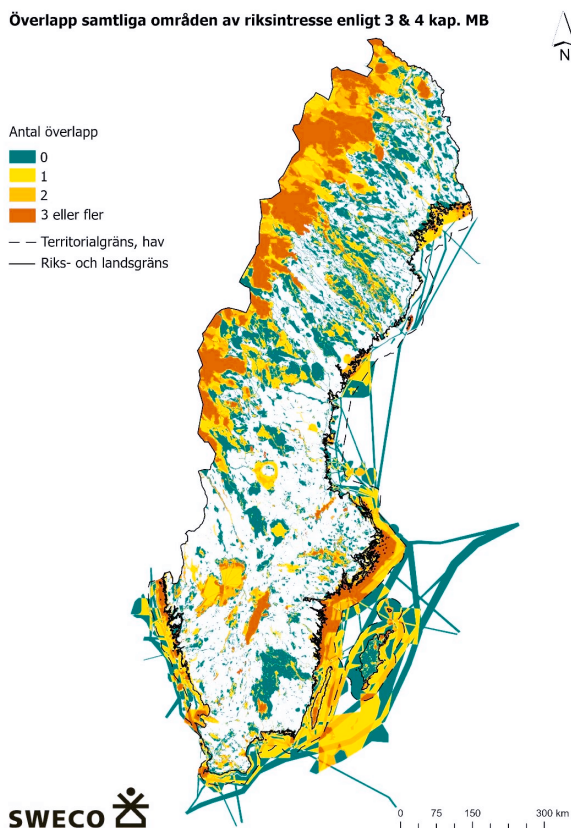 Överlapp samtliga områden av riksintresse enligt 3 & 4 kap. MB
N
Antal överlapp
0
1
2
3 eller fler
Territorialgräns, hav
Riks- och landsgräns
SWECO
0 75 150 300 km